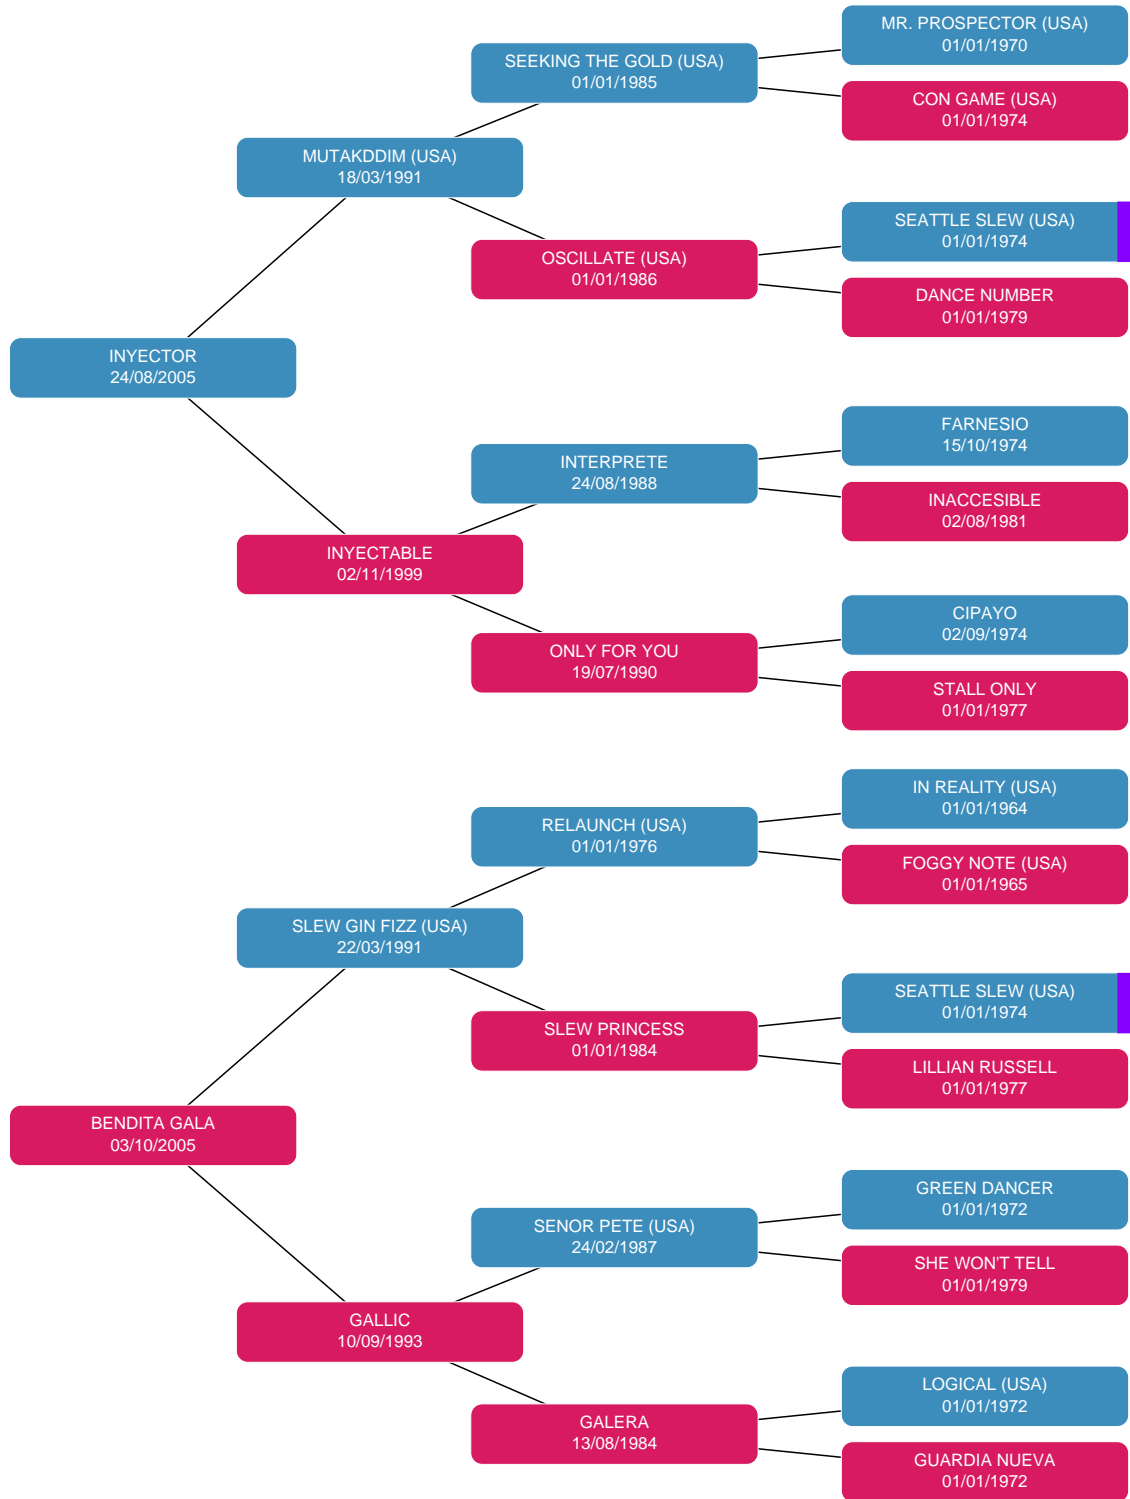 MR. PROSPECTOR (USA)
01/01/1970
SEEKING THE GOLD (USA)
01/01/1985
CON GAME (USA)
01/01/1974
MUTAKDDIM (USA)
18/03/1991
SEATTLE SLEW (USA)
01/01/1974
OSCILLATE (USA)
01/01/1986
DANCE NUMBER
01/01/1979
INYECTOR
24/08/2005
FARNESIO
15/10/1974
INTERPRETE
24/08/1988
INACCESIBLE
02/08/1981
INYECTABLE
02/11/1999
CIPAYO
02/09/1974
ONLY FOR YOU
19/07/1990
STALL ONLY
01/01/1977
IN REALITY (USA)
01/01/1964
RELAUNCH (USA)
01/01/1976
FOGGY NOTE (USA)
01/01/1965
SLEW GIN FIZZ (USA)
22/03/1991
SEATTLE SLEW (USA)
01/01/1974
SLEW PRINCESS
01/01/1984
LILLIAN RUSSELL
01/01/1977
BENDITA GALA
03/10/2005
GREEN DANCER
01/01/1972
SENOR PETE (USA)
24/02/1987
SHE WON'T TELL
01/01/1979
GALLIC
10/09/1993
LOGICAL (USA)
01/01/1972
GALERA
13/08/1984
GUARDIA NUEVA
01/01/1972